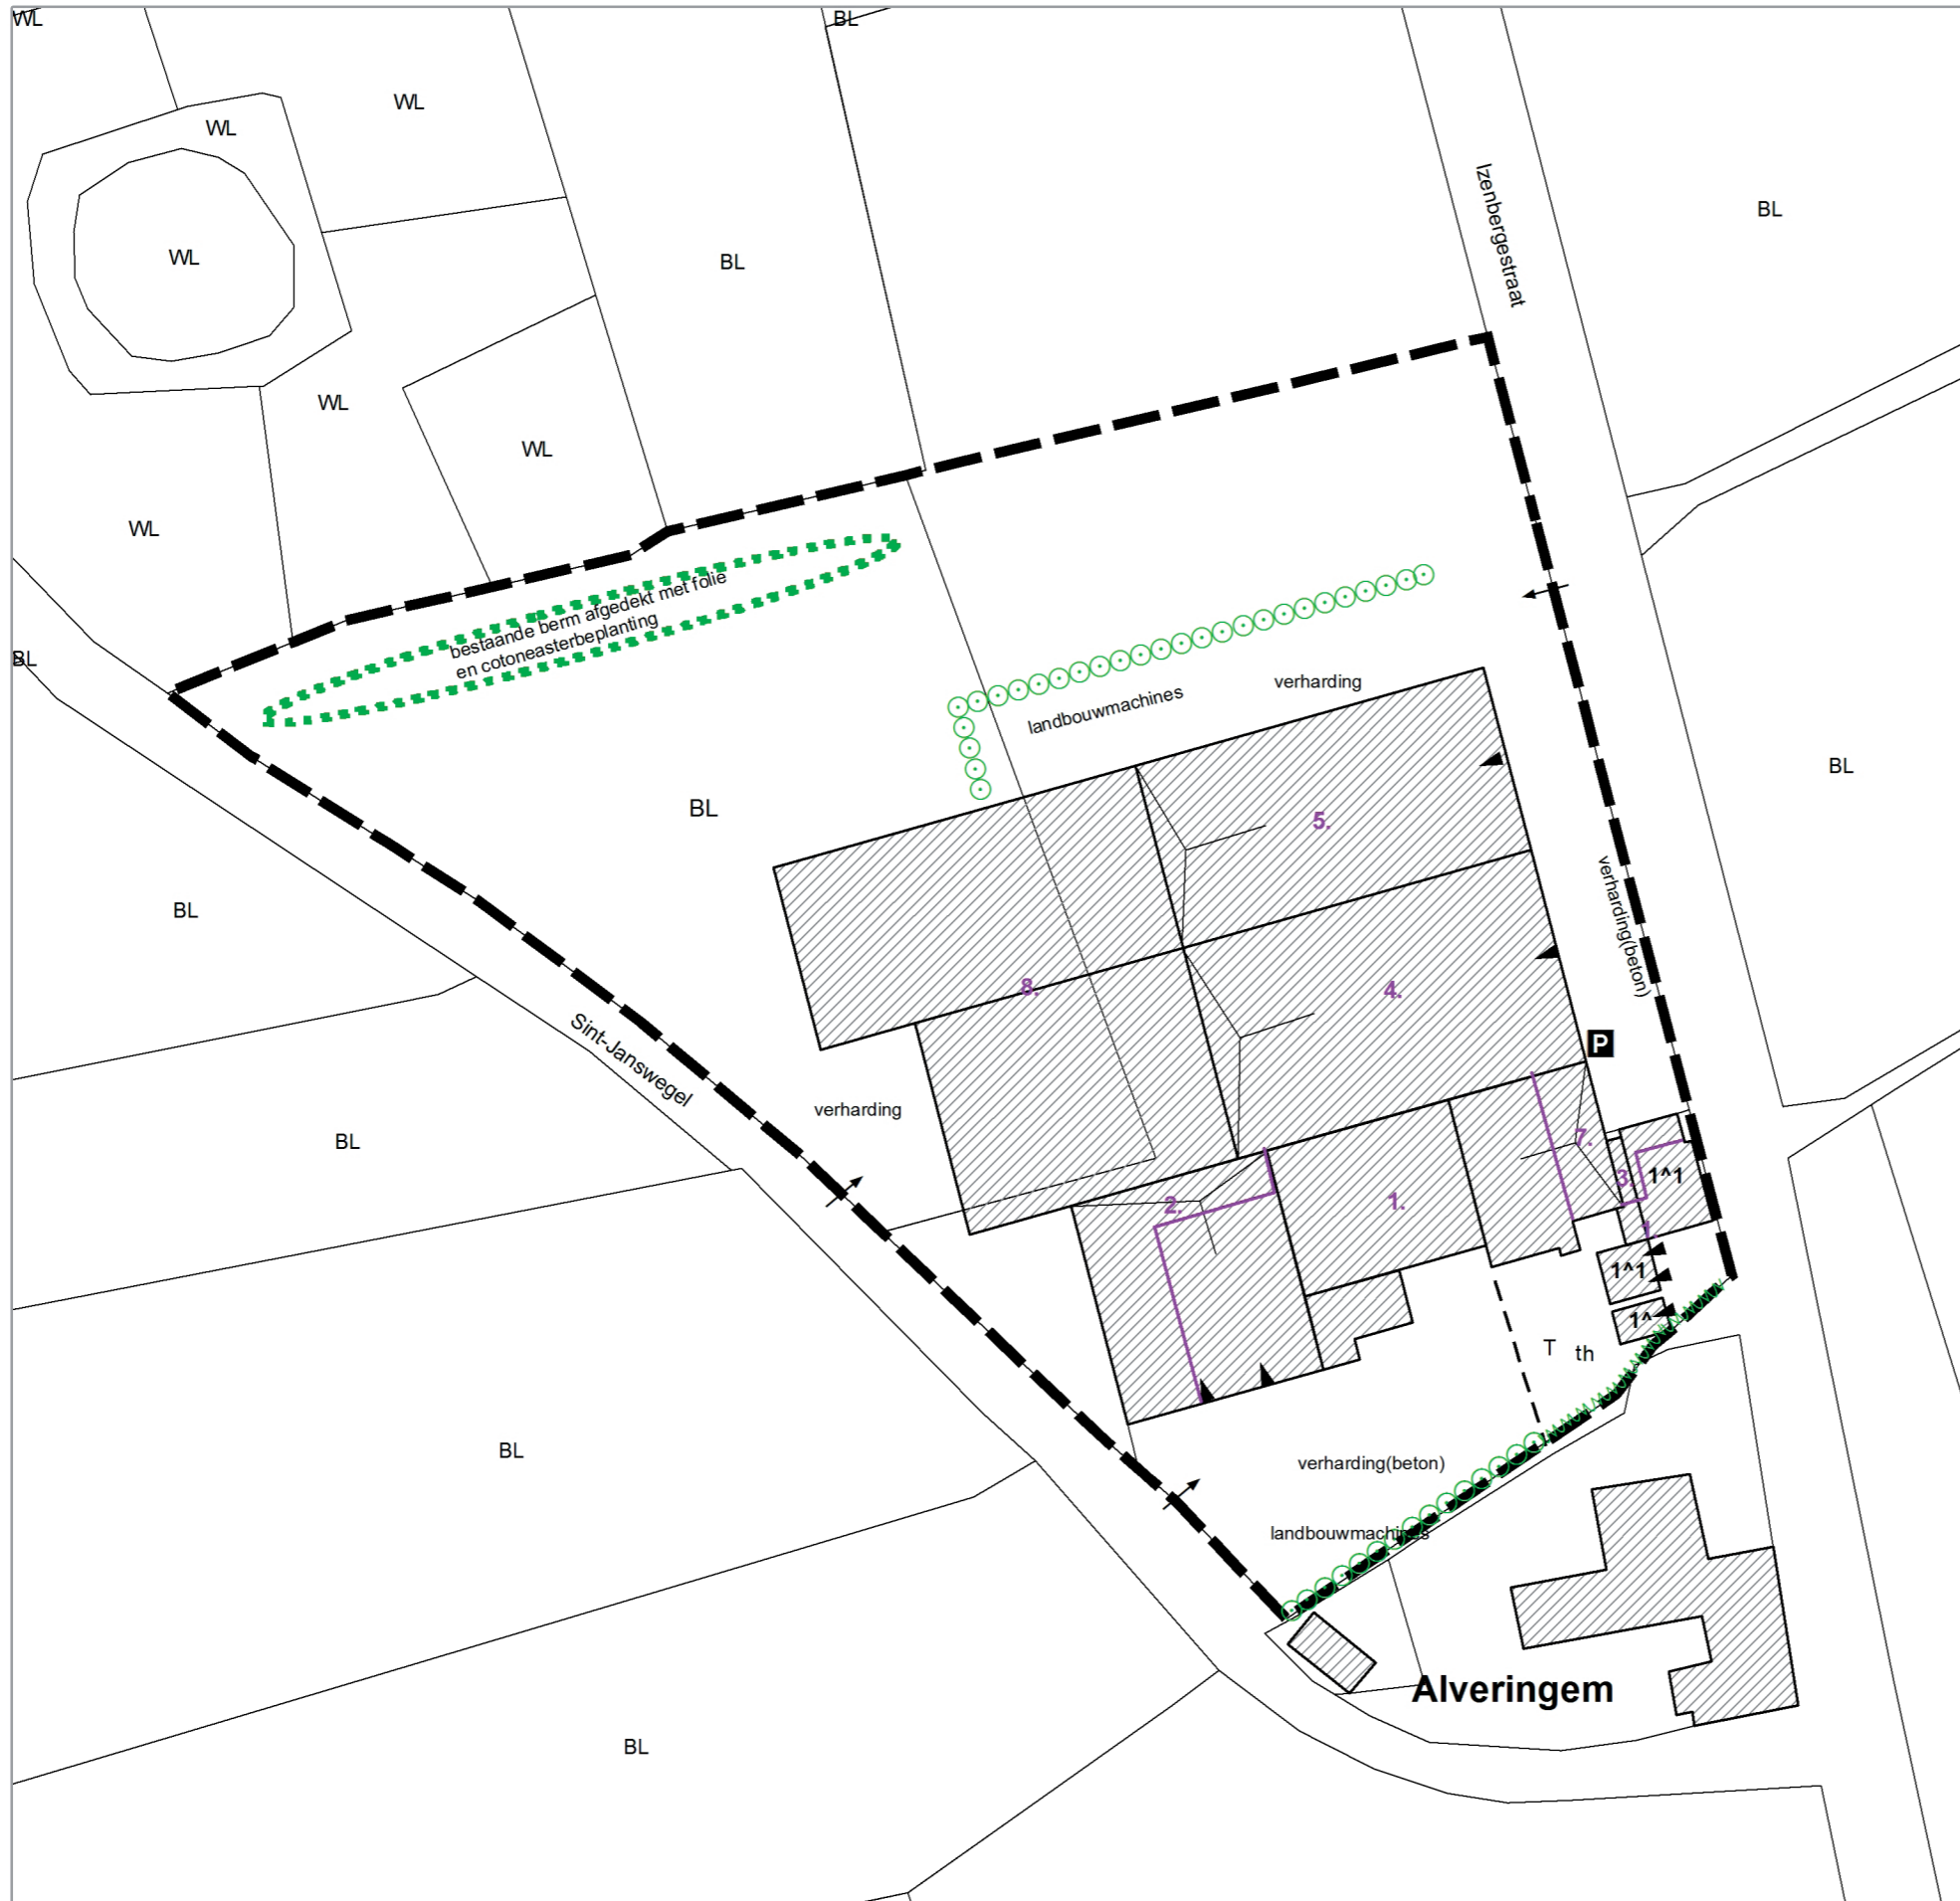 WL
BL
WL
WL
BL
WL
BL
Izenbergestraat
WL
WL
WL
BL
bestaande berm afgedekt met folie
en cotoneasterbeplanting
landbouwmachines
verharding
BL
BL
5.
verharding(beton)
BL
8.
4.
P
Sint-Janswegel
verharding
BL
7.
3.
1^1
2.
1.
1.
1^1
1^
T th
BL
verharding(beton)
landbouwmachines
Alveringem
BL